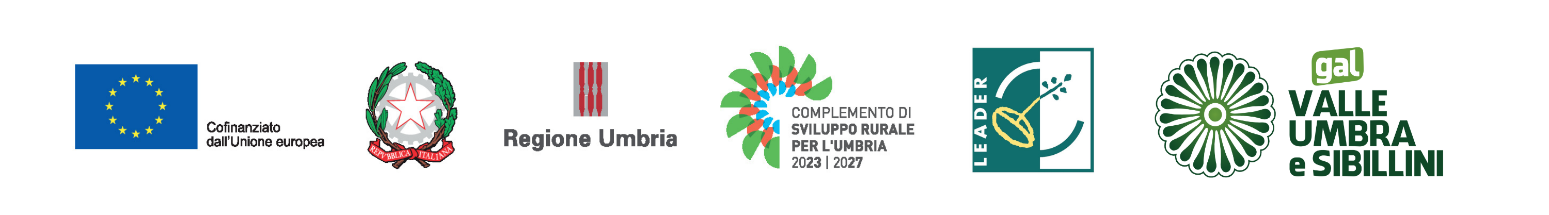 Cofinanziato
dall'Unione europea
REPVBBLICA ITALIANA
Regione Umbria
COMPLEMENTO DI
SVILUPPO RURALE
PER L'UMBRIA
2023 | 2027
LEADER
gal
VALLE
UMBRA
e SIBILLINI